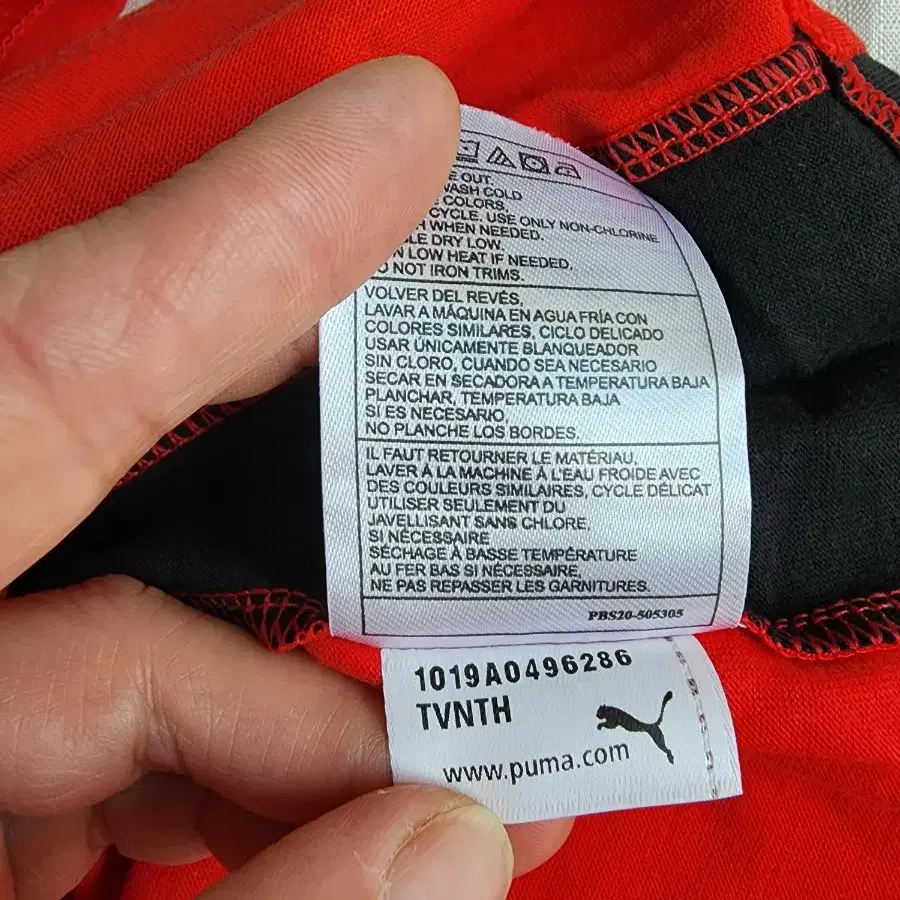 OUT.
WASH COLD
COLORS.
CYCLE. USE ONLY NON-CHLORINE
WHEN NEEDED.
DRY LOW.
LOW HEAT IF NEEDED,
NOT IRON TRIMS.
VOLVER DEL REVÉS,
LAVAR A MÁQUINA EN AGUA FRÍA CON
COLORES SIMILARES, CICLO DELICADO
USAR ÚNICAMENTE BLANQUEADOR
SIN CLORO, CUANDO SEA NECESARIO
SECAR EN SECADORA A TEMPERATURA BAJA
PLANCHAR, TEMPERATURA BAJA
SI ES NECESARIO,
NO PLANCHE LOS BORDES.
IL FAUT RETOURNER LE MATÉRIAU,
LAVER À LA MACHINE À L'EAU FROIDE AVEC
DES COULEURS SIMILAIRES, CYCLE DÉLICAT
UTILISER SEULEMENT DU
JAVELLISANT SANS CHLORE,
SI NÉCESSAIRE
SÉCHAGE À BASSE TEMPÉRATURE
AU FER BAS SI NÉCESSAIRE,
NE PAS REPASSER LES GARNITURES.
PBS20-505305
1019A0496286
TVNTH
www.puma.com